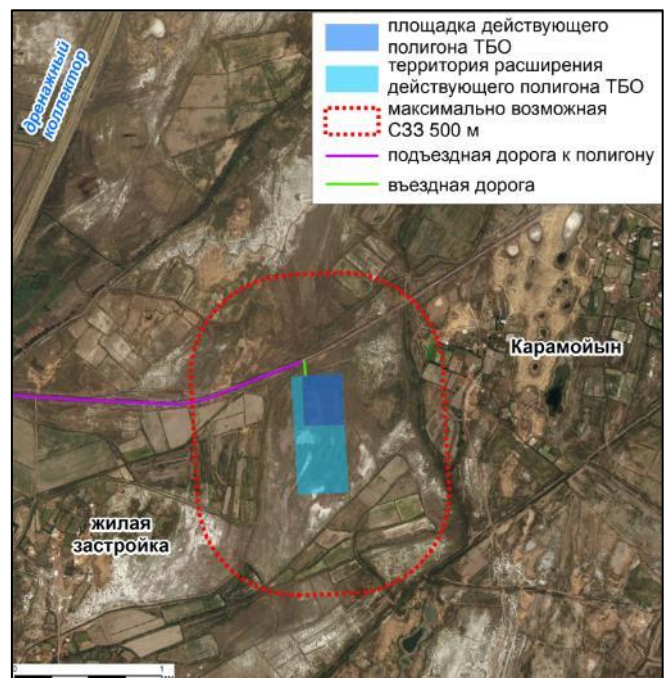 площадка действующего
полигона ТБО
территория расширения
действующего полигона ТБО
максимально возможная
СЗЗ 500 м
подъездная дорога к полигону
въездная дорога
дренажный
коллектор
Карамойын
жилая
застройка
0 1